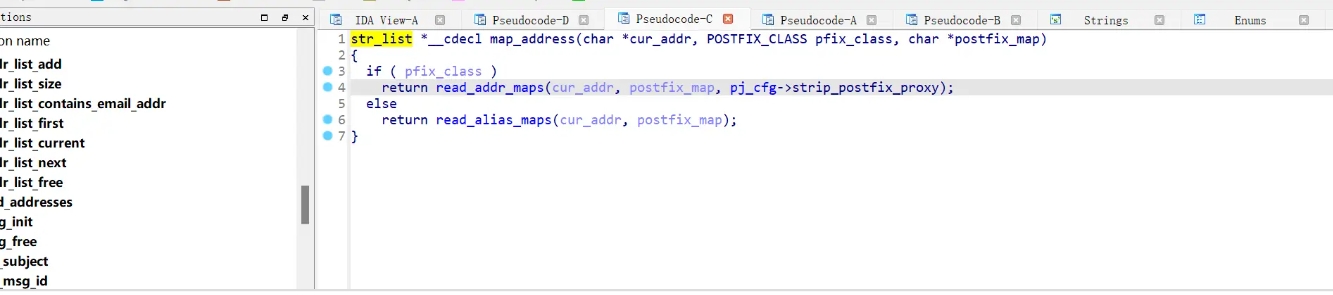 tions
IDA View-A
Pseudocode-D
Pseudocode-C
Pseudocode-A
Pseudocode-B
Strings
Enums
on name
dr_list_add
dr_list_size
dr_list_contains_email_addr
dr_list_first
dr_list_current
dr_list_next
dr_list_free
d_addresses
g_init
g_free
_subject
_msg_id
1 str_list *__cdecl map_address(char *cur_addr, POSTFIX_CLASS pfix_class, char *postfix_map)
2 {
3 if ( pfix_class )
4 return read_addr_maps(cur_addr, postfix_map, pj_cfg->strip_postfix_proxy);
5 else
6 return read_alias_maps(cur_addr, postfix_map);
7 }